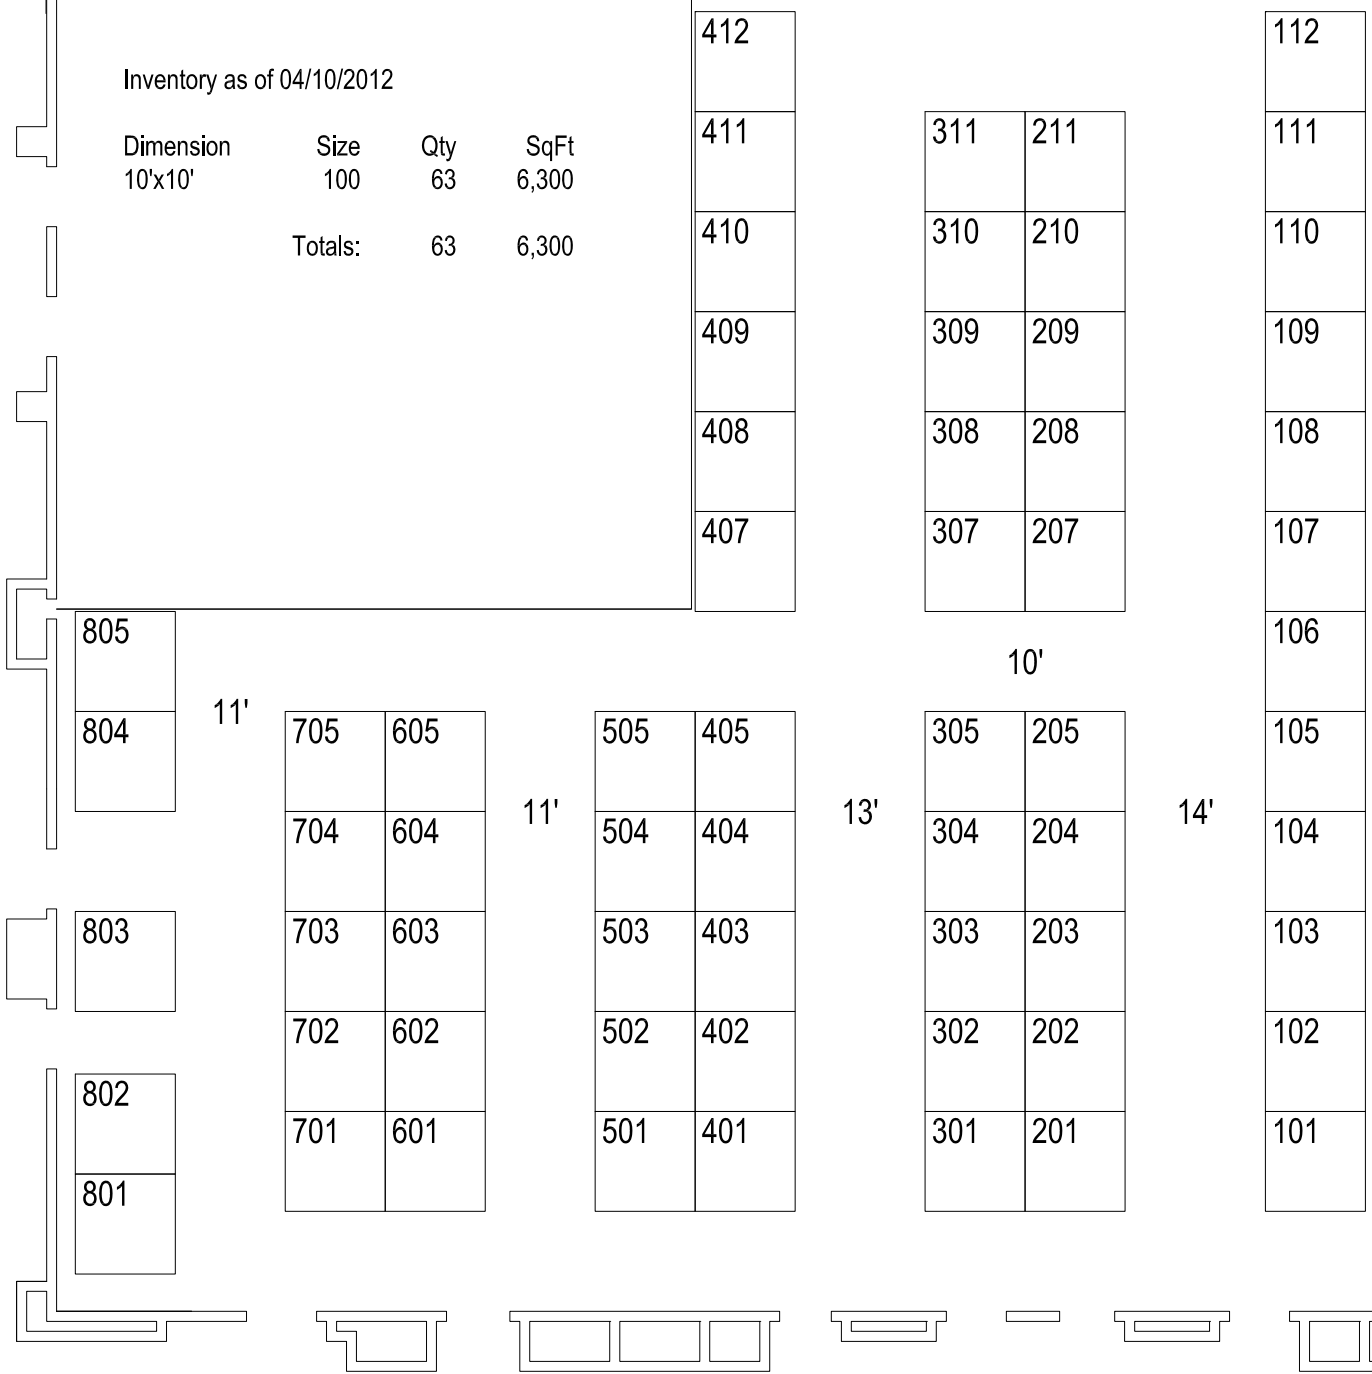 412 112
Inventory as of 04/10/2012
411 311 211 111
Dimension Size Qty SqFt
10'x10' 100 63 6,300
410 310 210 110
Totals: 63 6,300
409 309 209 109
408 308 208 108
407 307 207 107
805 106
10'
11'
804 705 605 505 405 305 205 105
11' 13' 14'
704 604 504 404 304 204 104
803 703 603 503 403 303 203 103
702 602 502 402 302 202 102
802
701 601 501 401 301 201 101
801